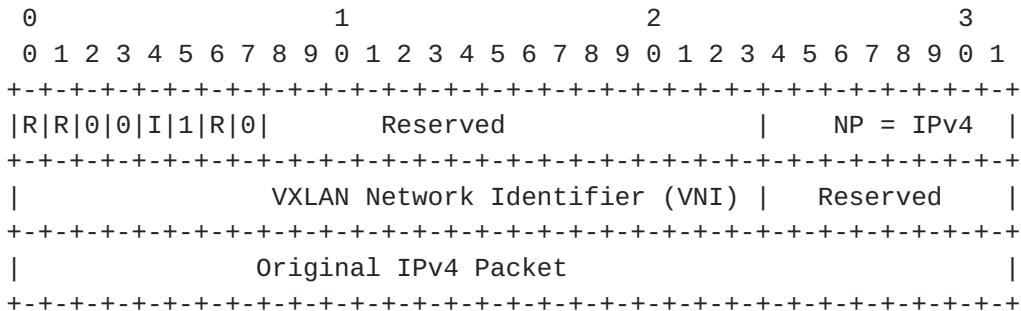 0                   1                   2                   3
 0 1 2 3 4 5 6 7 8 9 0 1 2 3 4 5 6 7 8 9 0 1 2 3 4 5 6 7 8 9 0 1
+-+-+-+-+-+-+-+-+-+-+-+-+-+-+-+-+-+-+-+-+-+-+-+-+-+-+-+-+-+-+-+-+
|R|R|0|0|I|1|R|0|       Reserved                |    NP = IPv4  |
+-+-+-+-+-+-+-+-+-+-+-+-+-+-+-+-+-+-+-+-+-+-+-+-+-+-+-+-+-+-+-+-+
|                VXLAN Network Identifier (VNI) |   Reserved    |
+-+-+-+-+-+-+-+-+-+-+-+-+-+-+-+-+-+-+-+-+-+-+-+-+-+-+-+-+-+-+-+-+
|               Original IPv4 Packet                            |
+-+-+-+-+-+-+-+-+-+-+-+-+-+-+-+-+-+-+-+-+-+-+-+-+-+-+-+-+-+-+-+-+